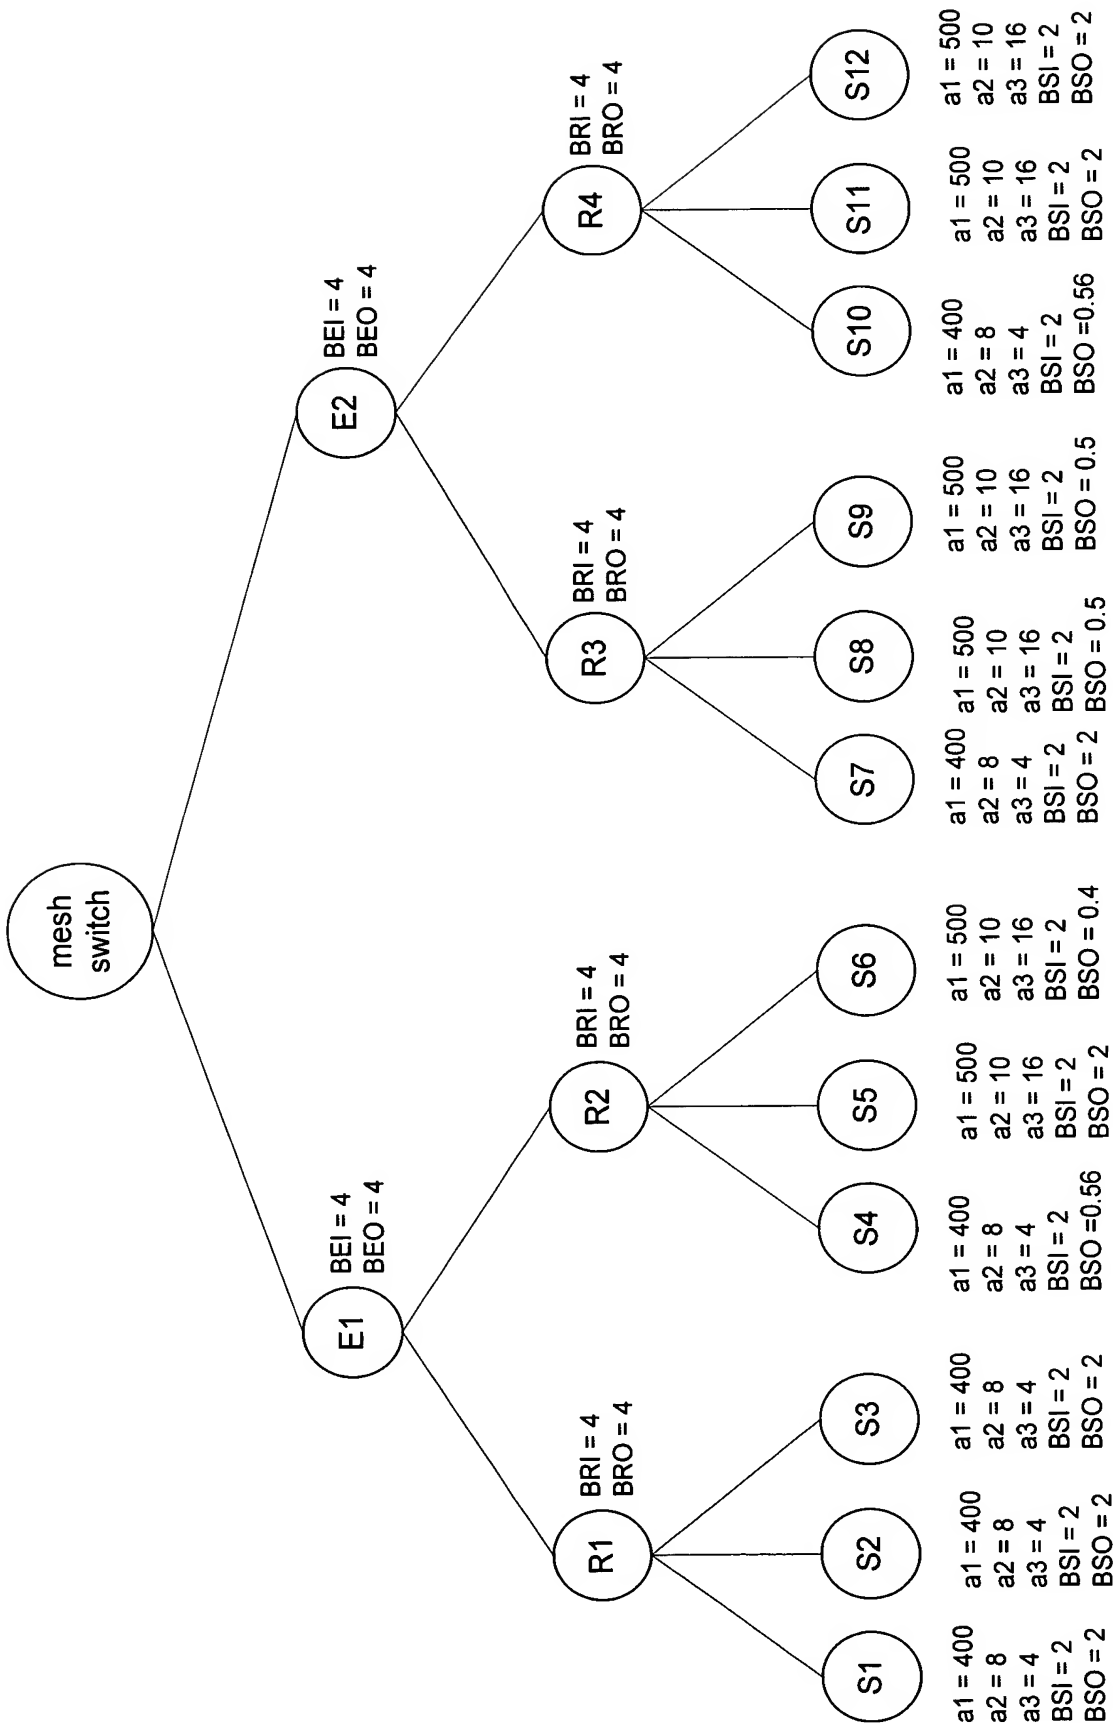 mesh
switch
E1
BEI = 4
BEO = 4
E2
BEI = 4
BEO = 4
R1
BRI = 4
BRO = 4
R2
BRI = 4
BRO = 4
R3
BRI = 4
BRO = 4
R4
BRI = 4
BRO = 4
S1
a1 = 400
a2 = 8
a3 = 4
BSI = 2
BSO = 2
S2
a1 = 400
a2 = 8
a3 = 4
BSI = 2
BSO = 2
S3
a1 = 400
a2 = 8
a3 = 4
BSI = 2
BSO = 2
S4
a1 = 400
a2 = 8
a3 = 4
BSI = 2
BSO =0.56
S5
a1 = 500
a2 = 10
a3 = 16
BSI = 2
BSO = 2
S6
a1 = 500
a2 = 10
a3 = 16
BSI = 2
BSO = 0.4
S7
a1 = 400
a2 = 8
a3 = 4
BSI = 2
BSO = 2
S8
a1 = 500
a2 = 10
a3 = 16
BSI = 2
BSO = 0.5
S9
a1 = 500
a2 = 10
a3 = 16
BSI = 2
BSO = 0.5
S10
a1 = 400
a2 = 8
a3 = 4
BSI = 2
BSO =0.56
S11
a1 = 500
a2 = 10
a3 = 16
BSI = 2
BSO = 2
S12
a1 = 500
a2 = 10
a3 = 16
BSI = 2
BSO = 2